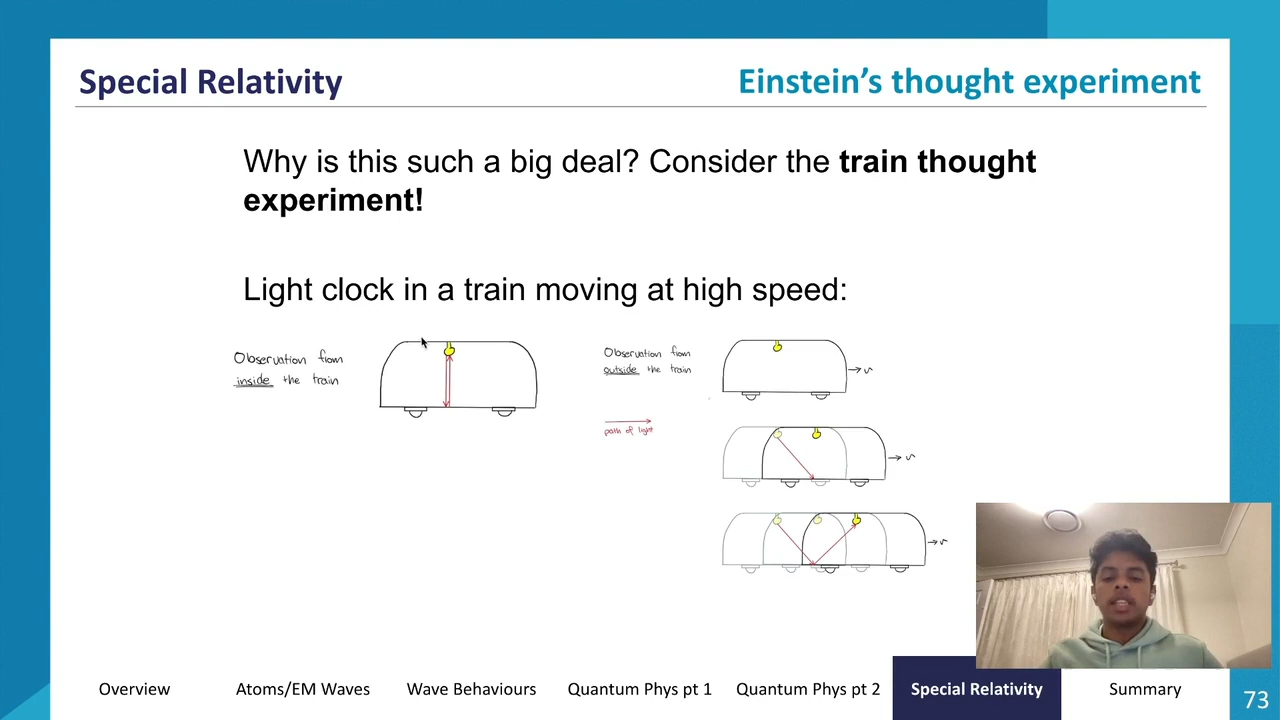 Special Relativity
Einstein's thought experiment
Why is this such a big deal? Consider the train thought
experiment!
Light clock in a train moving at high speed:
Observation from
inside the train
Observation from
outside the train
path of light
→ v
→ v
→ v
Overview
Atoms/EM Waves
Wave Behaviours
Quantum Phys pt 1
Quantum Phys pt 2
Special Relativity
Summary
73